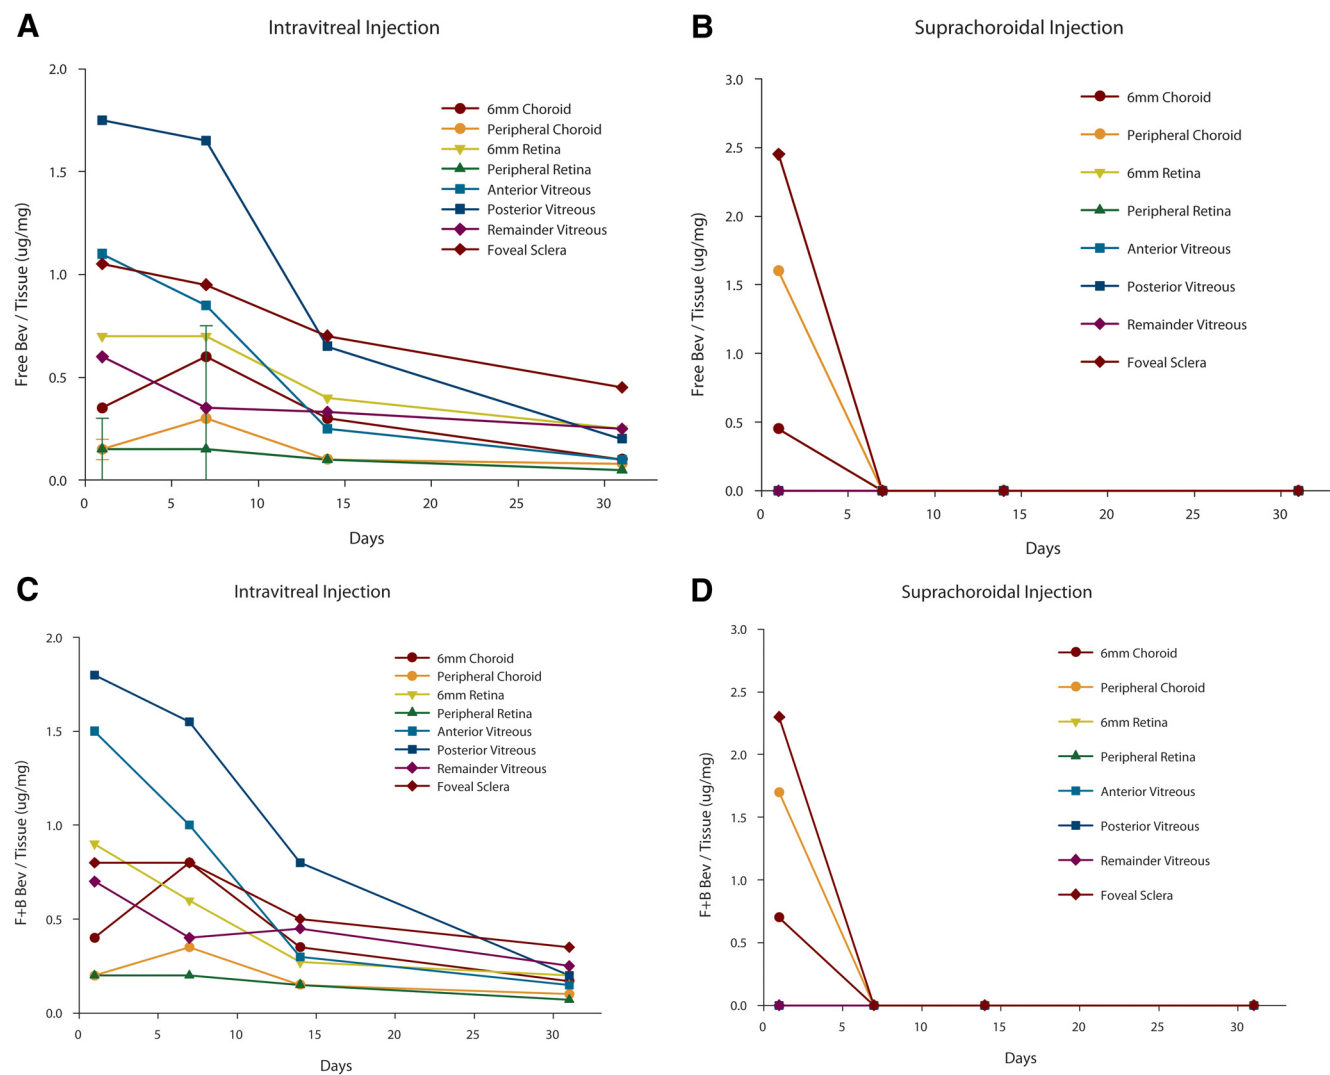 A
Intravitreal Injection
Free Bev / Tissue (ug/mg)
2.0
1.5
1.0
0.5
0.0
0 5 10 15 20 25 30
Days
6mm Choroid
Peripheral Choroid
6mm Retina
Peripheral Retina
Anterior Vitreous
Posterior Vitreous
Remainder Vitreous
Foveal Sclera
B
Suprachoroidal Injection
Free Bev / Tissue (ug/mg)
3.0
2.5
2.0
1.5
1.0
0.5
0.0
0 5 10 15 20 25 30
Days
6mm Choroid
Peripheral Choroid
6mm Retina
Peripheral Retina
Anterior Vitreous
Posterior Vitreous
Remainder Vitreous
Foveal Sclera
C
Intravitreal Injection
F+B Bev / Tissue (ug/mg)
2.0
1.5
1.0
0.5
0.0
0 5 10 15 20 25 30
Days
6mm Choroid
Peripheral Choroid
6mm Retina
Peripheral Retina
Anterior Vitreous
Posterior Vitreous
Remainder Vitreous
Foveal Sclera
D
Suprachoroidal Injection
F+B Bev / Tissue (ug/mg)
3.0
2.5
2.0
1.5
1.0
0.5
0.0
0 5 10 15 20 25 30
Days
6mm Choroid
Peripheral Choroid
6mm Retina
Peripheral Retina
Anterior Vitreous
Posterior Vitreous
Remainder Vitreous
Foveal Sclera